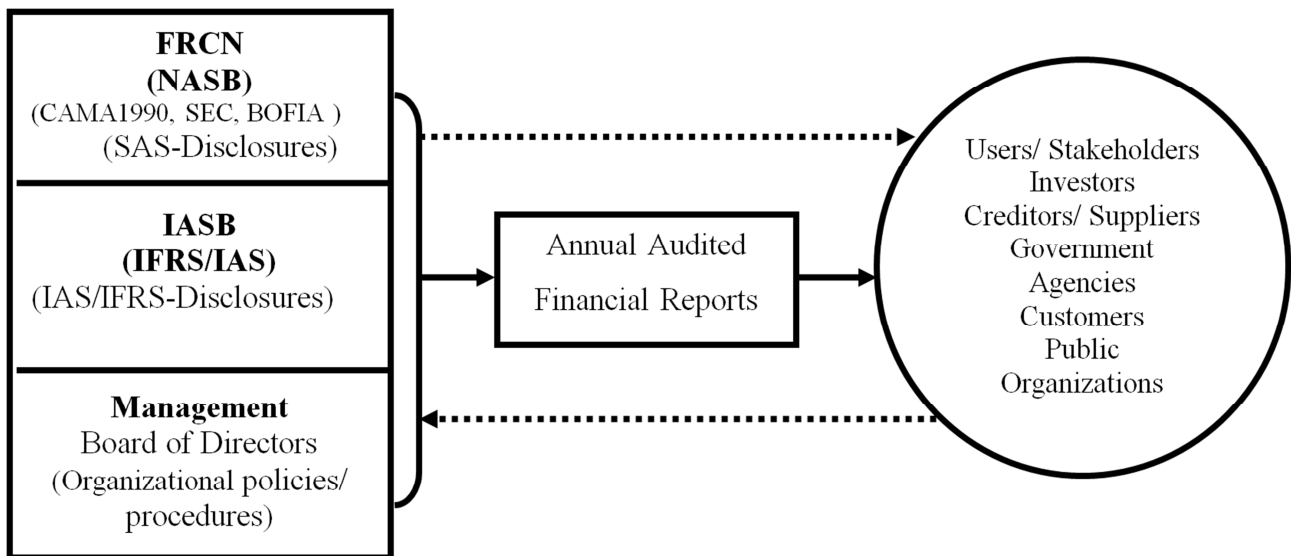 FRCN
(NASB)
(CAMA1990, SEC, BOFIA )
(SAS-Disclosures)
IASB
(IFRS/IAS)
(IAS/IFRS-Disclosures)
Management
Board of Directors
(Organizational policies/
procedures)
Annual Audited
Financial Reports
Users/ Stakeholders
Investors
Creditors/ Suppliers
Government
Agencies
Customers
Public
Organizations